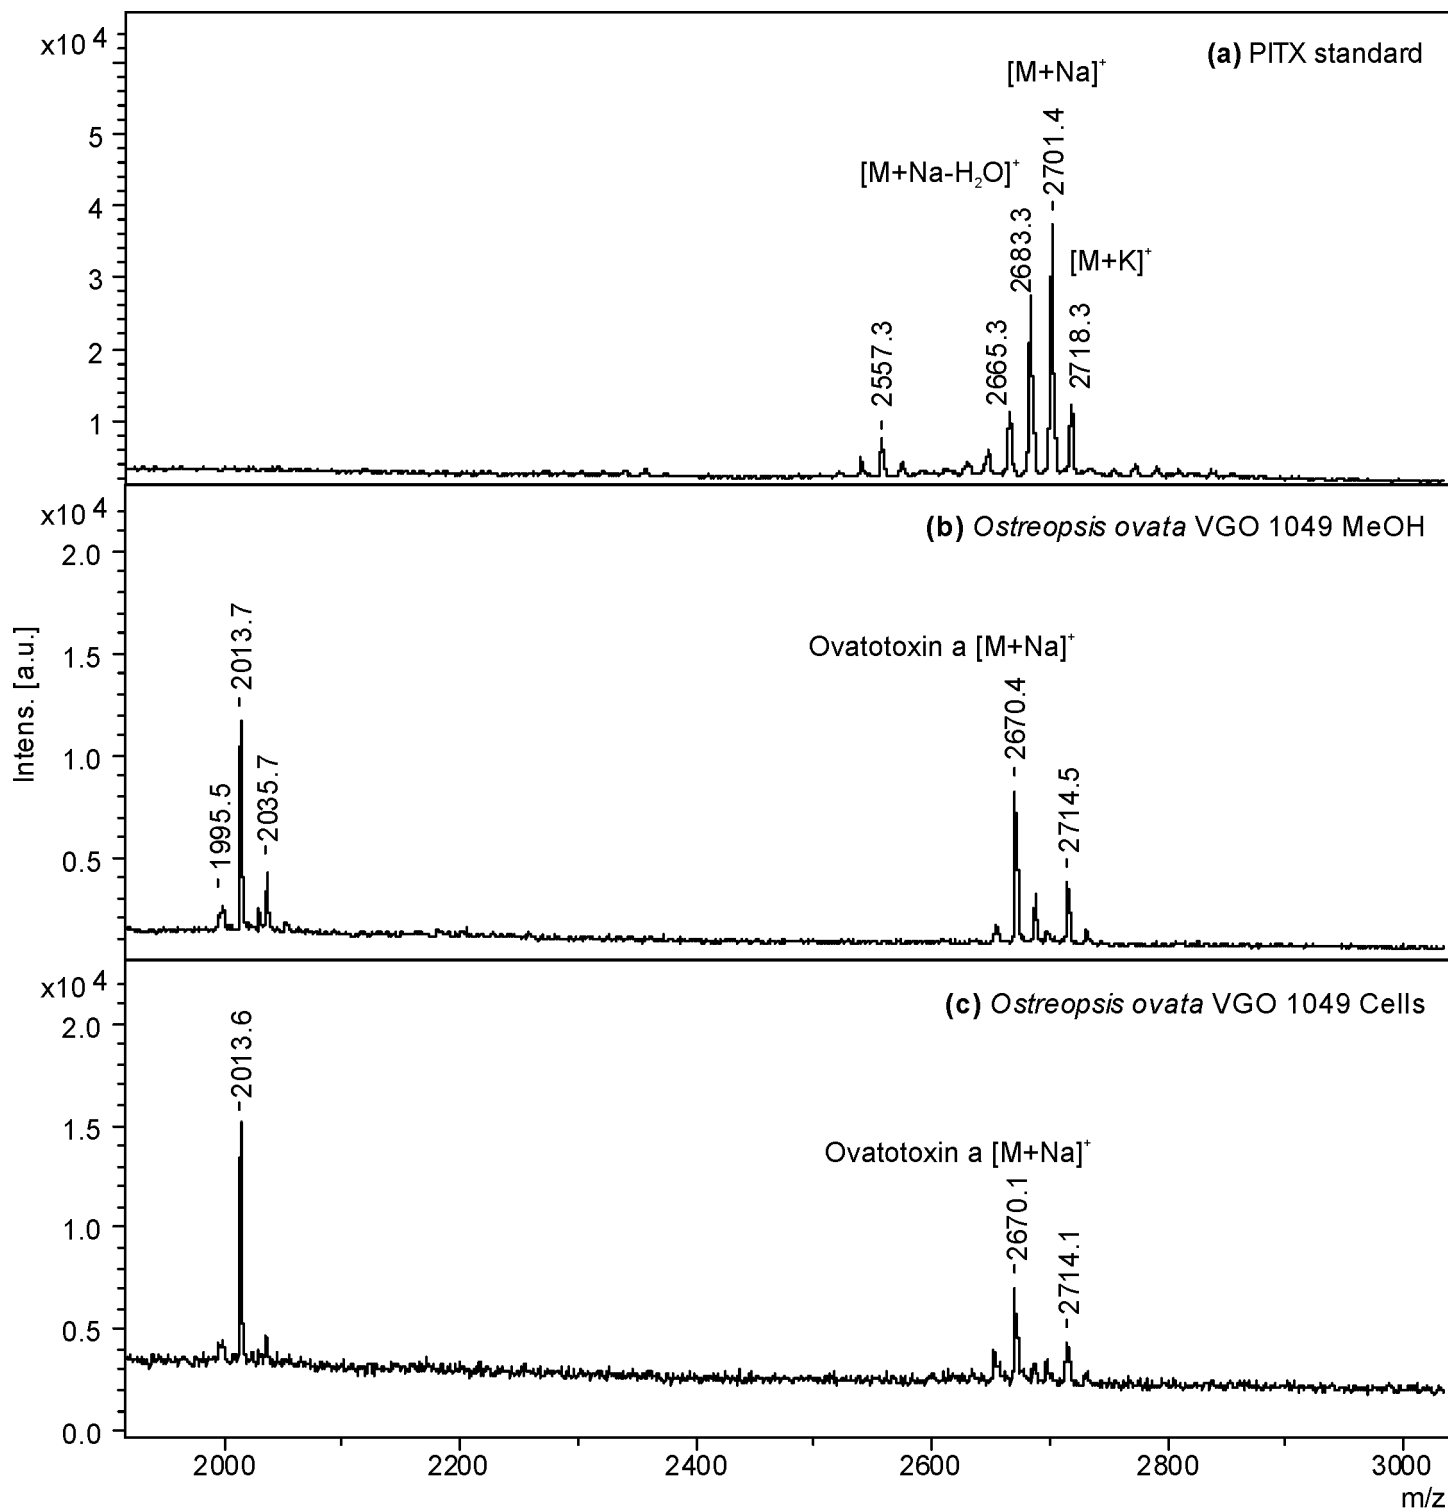 x10 4
(a) PITX standard
[M+Na]+
5
2701.4
[M+Na-H2O]+
4
2683.3
[M+K]+
3
2718.3
2557.3
2665.3
2
1
x10 4
(b) Ostreopsis ovata VGO 1049 MeOH
2.0
2013.7
Intens. [a.u.]
1.5
Ovatotoxin a [M+Na]+
2670.4
1.0
2035.7
2714.5
1995.5
0.5
x10 4
(c) Ostreopsis ovata VGO 1049 Cells
2.0
2013.6
1.5
Ovatotoxin a [M+Na]+
1.0
2670.1
2714.1
0.5
0.0
2000 2200 2400 2600 2800 3000
m/z